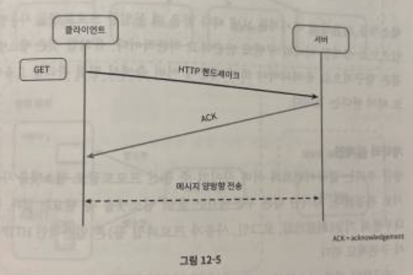 클라이언트
서버
GET
HTTP 핸드셰이크
ACK
메시지 양방향 전송
ACK = acknowledgement
그림 12-5